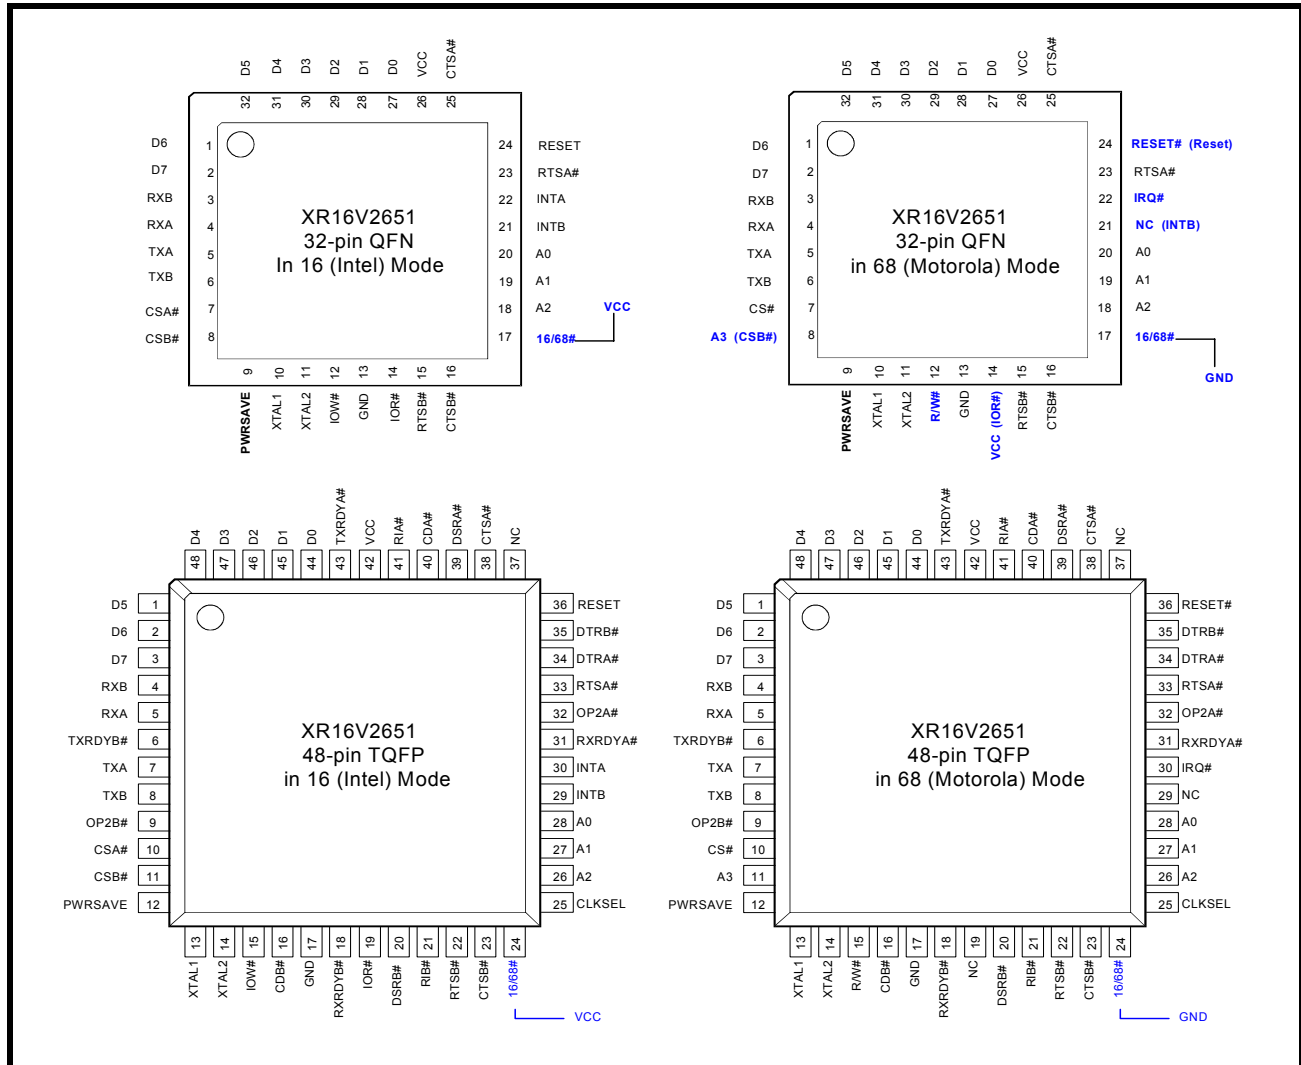 D5 D4 D3 D2 D1 D0 VCC CTSA#
32 31 30 29 28 27 26 25
D6 1
D7 2
RXB 3
RXA 4
TXA 5
TXB 6
CSA# 7
CSB# 8
XR16V2651
32-pin QFN
In 16 (Intel) Mode
24 RESET
23 RTSA#
22 INTA
21 INTB
20 A0
19 A1
18 A2
VCC
17 16/68#
9 10 11 12 13 14 15 16
PWRSAVE XTAL1 XTAL2 IOW# GND IOR# RTSB# CTSB#
D5 D4 D3 D2 D1 D0 VCC CTSA#
32 31 30 29 28 27 26 25
D6 1
D7 2
RXB 3
RXA 4
TXA 5
TXB 6
CS# 7
A3 (CSB#) 8
XR16V2651
32-pin QFN
in 68 (Motorola) Mode
24 RESET# (Reset)
23 RTSA#
22 IRQ#
21 NC (INTB)
20 A0
19 A1
18 A2
17 16/68#
GND
9 10 11 12 13 14 15 16
PWRSAVE XTAL1 XTAL2 R/W# GND VCC (IOR#) RTSB# CTSB#
D4 D3 D2 D1 D0 TXRDYA# VCC RIA# CDA# DSRA# CTSA# NC
48 47 46 45 44 43 42 41 40 39 38 37
D5 1
D6 2
D7 3
RXB 4
RXA 5
TXRDYB# 6
TXA 7
TXB 8
OP2B# 9
CSA# 10
CSB# 11
PWRSAVE 12
XR16V2651
48-pin TQFP
in 16 (Intel) Mode
36 RESET
35 DTRB#
34 DTRA#
33 RTSA#
32 OP2A#
31 RXRDYA#
30 INTA
29 INTB
28 A0
27 A1
26 A2
25 CLKSEL
13 14 15 16 17 18 19 20 21 22 23 24
XTAL1 XTAL2 IOW# CDB# GND RXRDYB# IOR# DSRB# RIB# RTSB# CTSB# 16/68#
VCC
D4 D3 D2 D1 D0 TXRDYA# VCC RIA# CDA# DSRA# CTSA# NC
48 47 46 45 44 43 42 41 40 39 38 37
D5 1
D6 2
D7 3
RXB 4
RXA 5
TXRDYB# 6
TXA 7
TXB 8
OP2B# 9
CS# 10
A3 11
PWRSAVE 12
XR16V2651
48-pin TQFP
in 68 (Motorola) Mode
36 RESET#
35 DTRB#
34 DTRA#
33 RTSA#
32 OP2A#
31 RXRDYA#
30 IRQ#
29 NC
28 A0
27 A1
26 A2
25 CLKSEL
13 14 15 16 17 18 19 20 21 22 23 24
XTAL1 XTAL2 R/W# CDB# GND RXRDYB# NC DSRB# RIB# RTSB# CTSB# 16/68#
GND